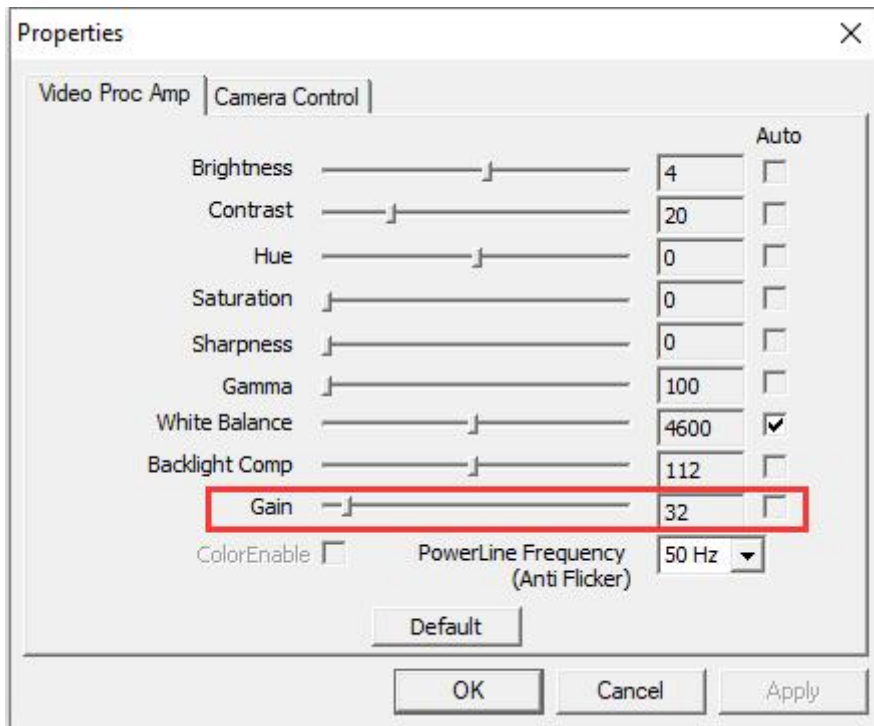 Properties
Video Proc Amp Camera Control
Auto
Brightness 4
Contrast 20
Hue 0
Saturation 0
Sharpness 0
Gamma 100
White Balance 4600
Backlight Comp 112
Gain 32
ColorEnable PowerLine Frequency 50 Hz
(Anti Flicker)
Default
OK Cancel Apply